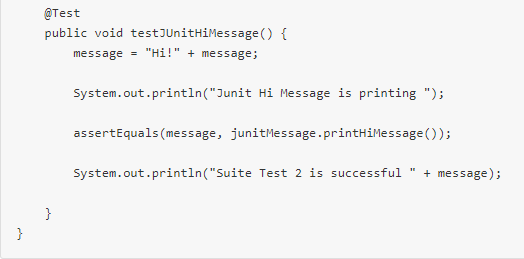 @Test
public void testJUnitHiMessage() {
message = "Hi!" + message;
System.out.println("Junit Hi Message is printing ");
assertEquals(message, junitMessage.printHiMessage());
System.out.println("Suite Test 2 is successful " + message);
}
}